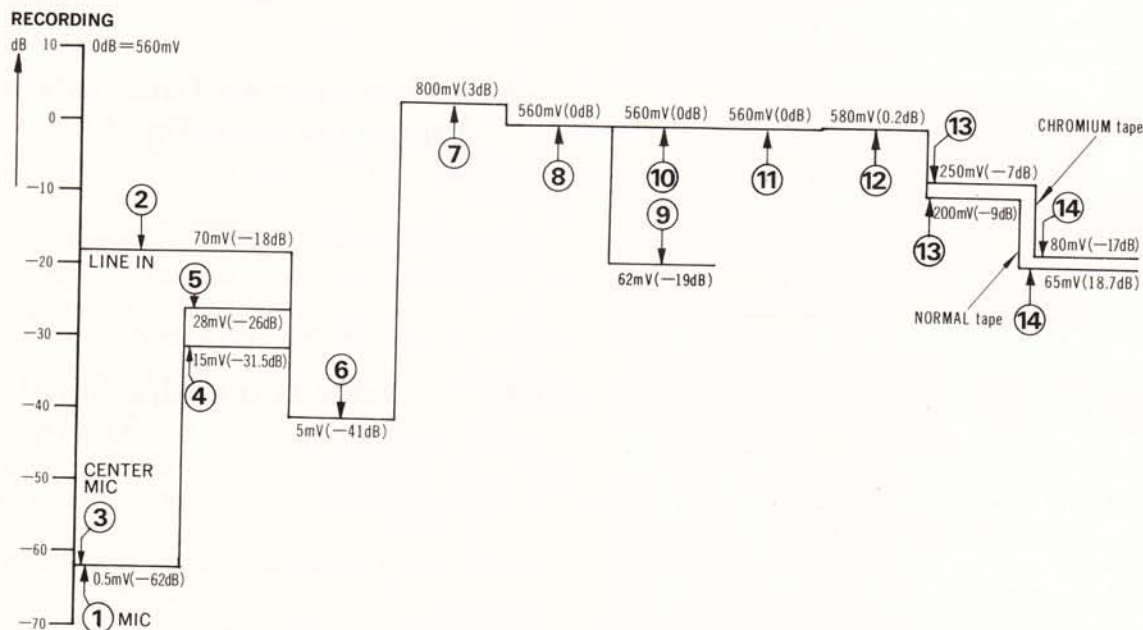 RECORDING
dB
10
0dB=560mV
0
−10
−20
−30
−40
−50
−60
−70
2
70mV(−18dB)
LINE IN
5
28mV(−26dB)
15mV(−31.5dB)
4
6
5mV(−41dB)
CENTER
MIC
3
0.5mV(−62dB)
1 MIC
800mV(3dB)
7
560mV(0dB)
8
560mV(0dB)
10
9
62mV(−19dB)
560mV(0dB)
11
580mV(0.2dB)
12
13
250mV(−7dB)
200mV(−9dB)
13
CHROMIUM tape
14
80mV(−17dB)
65mV(18.7dB)
NORMAL tape
14